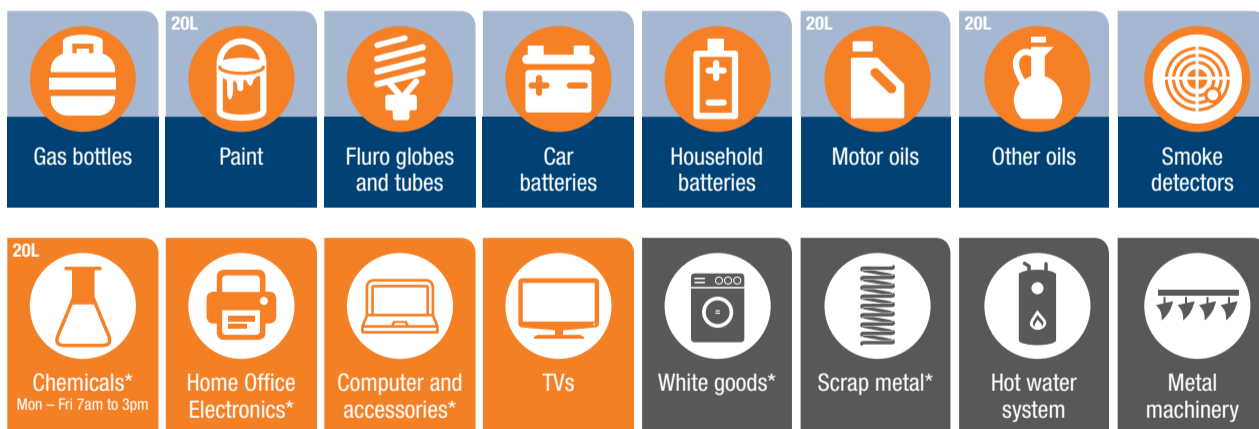 20L
20L
20L
Gas bottles
Paint
Fluro globes
and tubes
Car
batteries
Household
batteries
Motor oils
Other oils
Smoke
detectors
20L
Chemicals*
Mon – Fri 7am to 3pm
Home Office
Electronics*
Computer and
accessories*
TVs
White goods*
Scrap metal*
Hot water
system
Metal
machinery